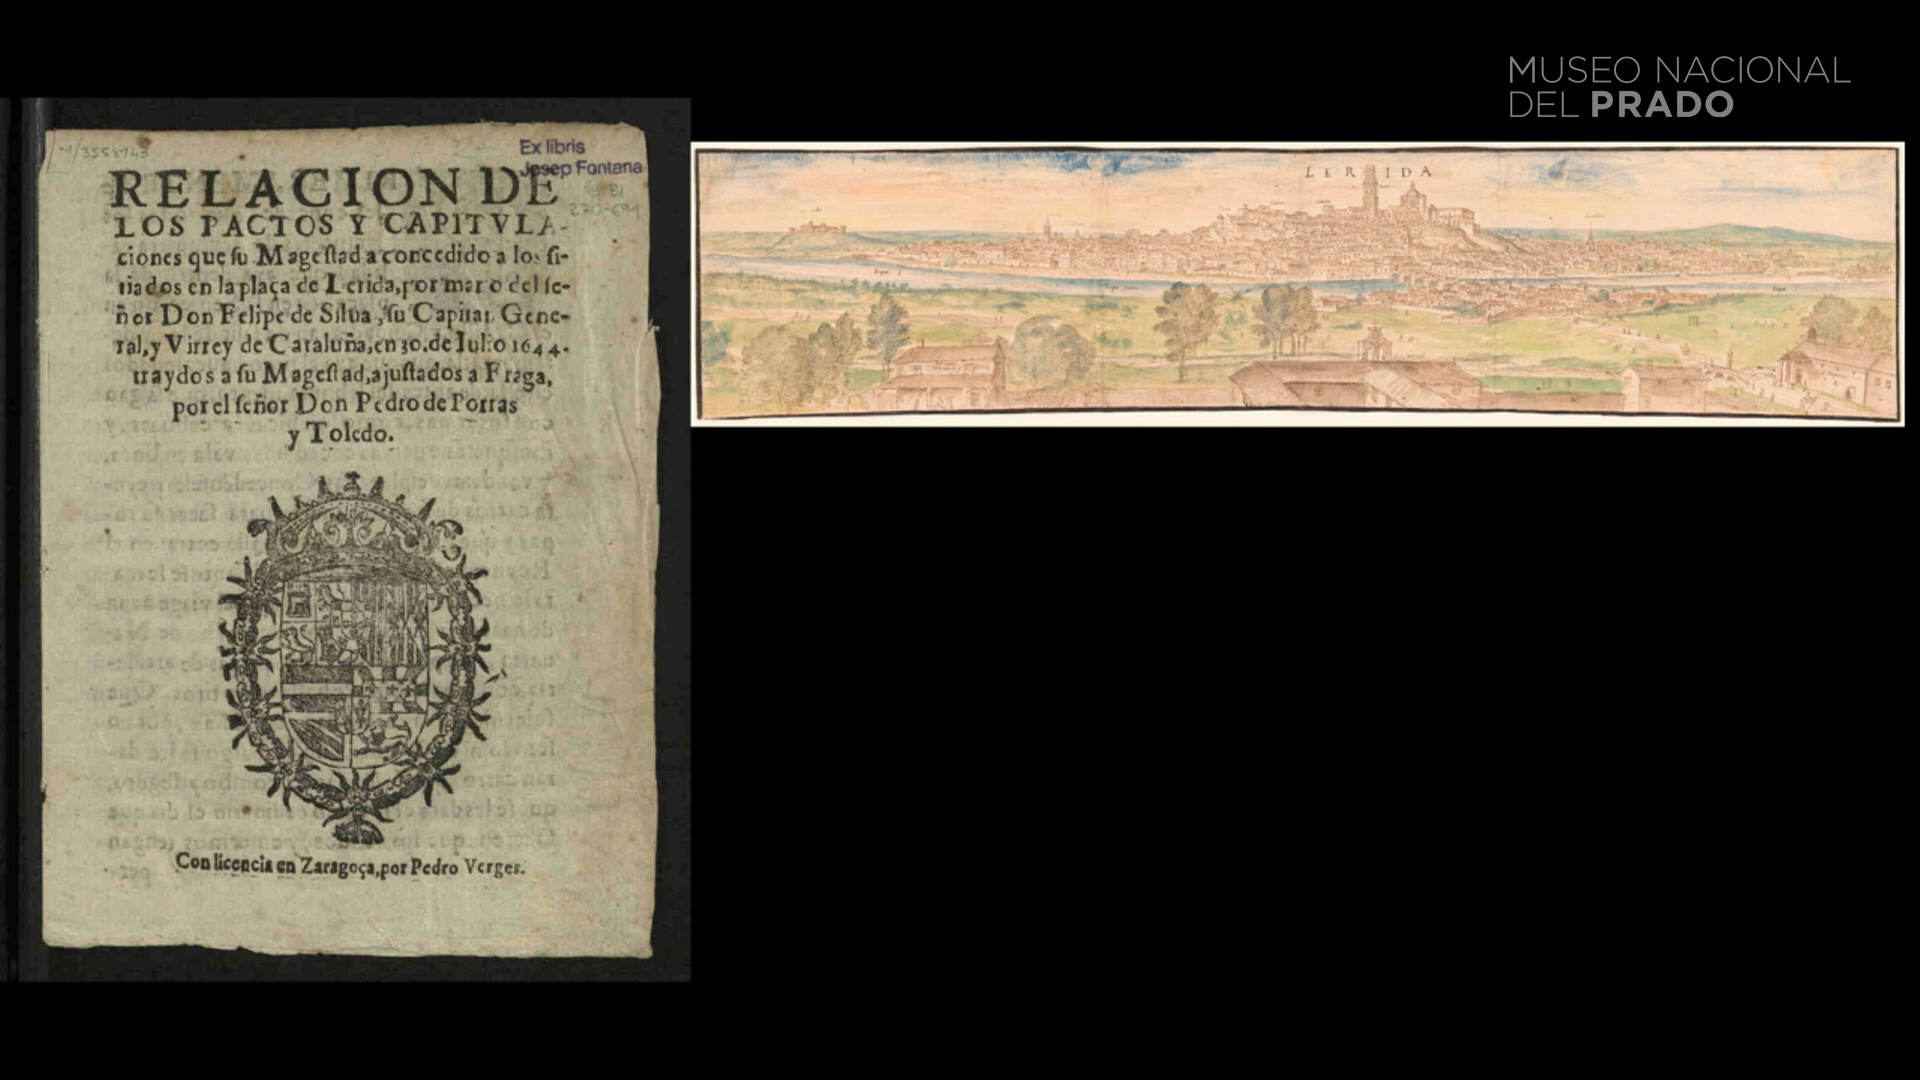 MUSEO NACIONAL
DEL PRADO
Ex libris
Josep Fontana
RELACION DE
LOS PACTOS Y CAPITVLA-
ciones que ſu Mageſtad a concedido a los ſi-
tiados en la plaça de Lerida, por mano del ſe-
ñor Don Felipe de Silua, ſu Capitan Gene-
ral, y Virrey de Cataluña, en 30. de Iulio 1644.
traydos a ſu Mageſtad, ajuſtados a Fraga,
por el ſeñor Don Pedro de Porras
y Toledo.
Con licencia en Zaragoça, por Pedro Verges.
LERIDA